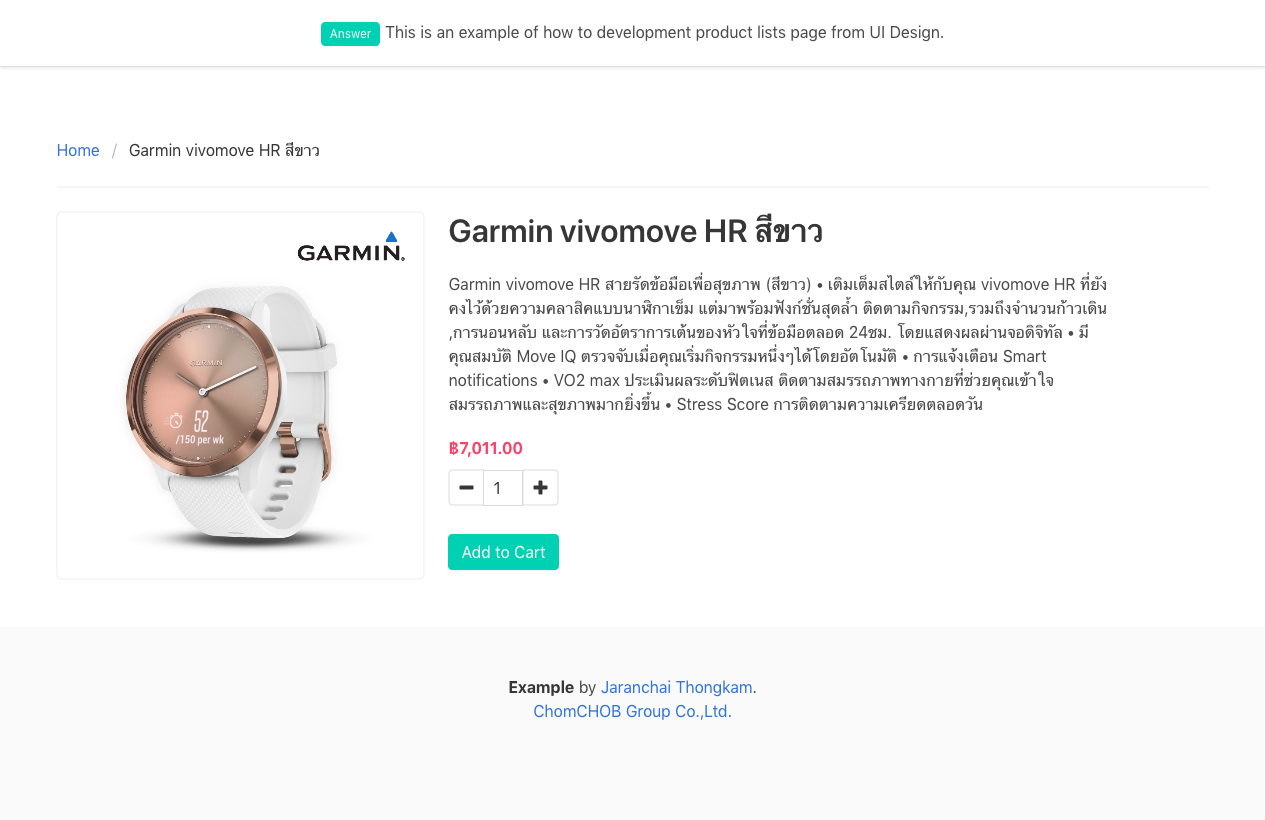 Answer This is an example of how to development product lists page from UI Design.
Home / Garmin vivomove HR สีขาว
GARMIN.
GARMIN
52
/150 per wk
Garmin vivomove HR สีขาว
Garmin vivomove HR สายรัดข้อมือเพื่อสุขภาพ (สีขาว) • เติมเต็มสไตล์ให้กับคุณ vivomove HR ที่ยัง
คงไว้ด้วยความคลาสิคแบบนาฬิกาเข็ม แต่มาพร้อมฟังก์ชั่นสุดล้ำ ติดตามกิจกรรม,รวมถึงจำนวนก้าวเดิน
,การนอนหลับ และการวัดอัตราการเต้นของหัวใจที่ข้อมือตลอด 24ชม. โดยแสดงผลผ่านจอดิจิทัล • มี
คุณสมบัติ Move IQ ตรวจจับเมื่อคุณเริ่มกิจกรรมหนึ่งๆได้โดยอัตโนมัติ • การแจ้งเตือน Smart
notifications • VO2 max ประเมินผลระดับฟิตเนส ติดตามสมรรถภาพทางกายที่ช่วยคุณเข้าใจ
สมรรถภาพและสุขภาพมากยิ่งขึ้น • Stress Score การติดตามความเครียดตลอดวัน
฿7,011.00
1
Add to Cart
Example by Jaranchai Thongkam.
ChomCHOB Group Co.,Ltd.